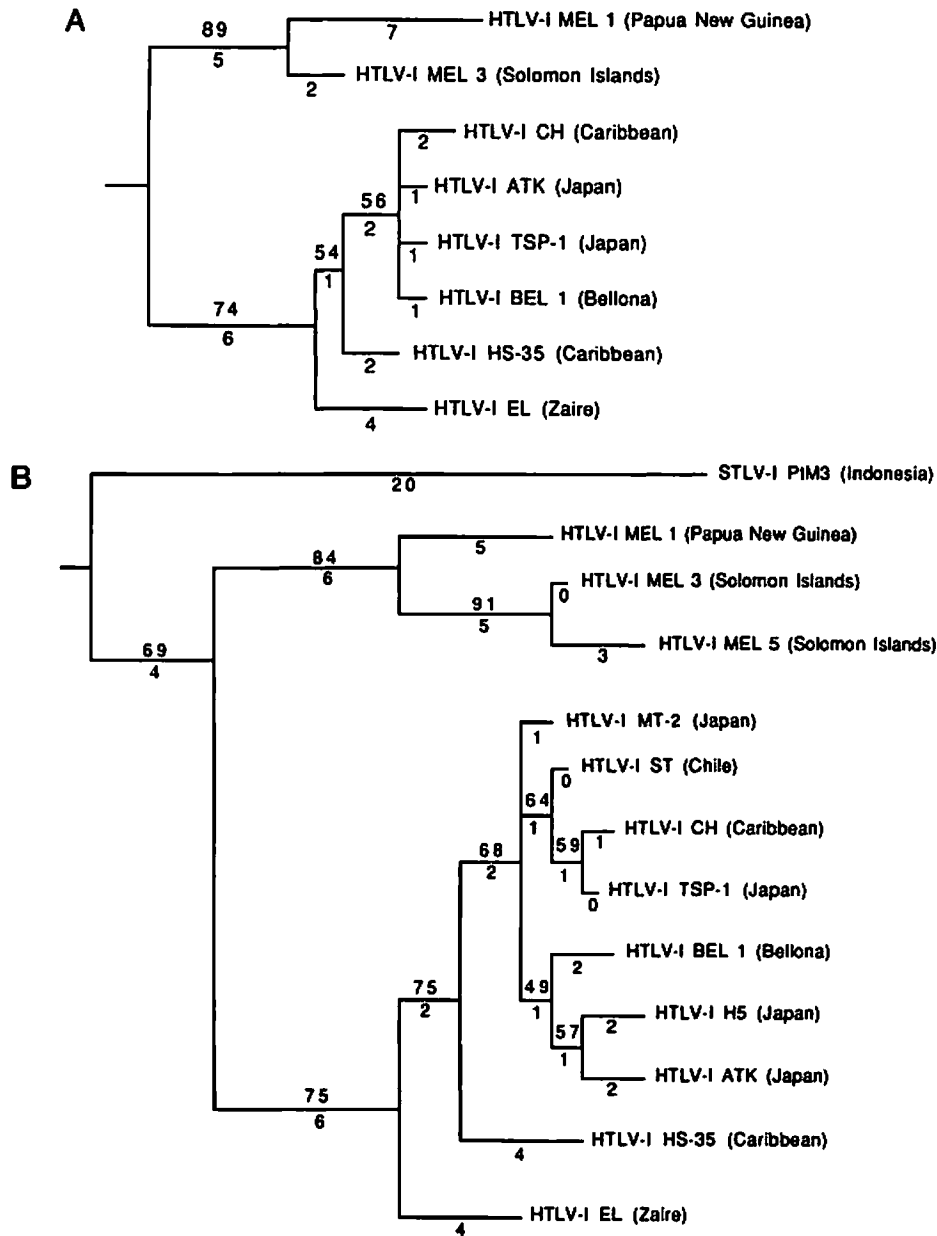 A
89
5
7
HTLV-I MEL 1 (Papua New Guinea)
2
HTLV-I MEL 3 (Solomon Islands)
2
HTLV-I CH (Caribbean)
1
HTLV-I ATK (Japan)
56
2
1
HTLV-I TSP-1 (Japan)
54
1
1
HTLV-I BEL 1 (Bellona)
74
6
2
HTLV-I HS-35 (Caribbean)
4
HTLV-I EL (Zaire)
B
20
STLV-I PtM3 (Indonesia)
84
6
5
HTLV-I MEL 1 (Papua New Guinea)
0
HTLV-I MEL 3 (Solomon Islands)
91
5
69
4
3
HTLV-I MEL 5 (Solomon Islands)
1
HTLV-I MT-2 (Japan)
0
HTLV-I ST (Chile)
64
1
1
HTLV-I CH (Caribbean)
68
2
59
1
0
HTLV-I TSP-1 (Japan)
2
HTLV-I BEL 1 (Bellona)
75
2
49
1
2
HTLV-I H5 (Japan)
57
1
2
HTLV-I ATK (Japan)
75
6
4
HTLV-I HS-35 (Caribbean)
4
HTLV-I EL (Zaire)